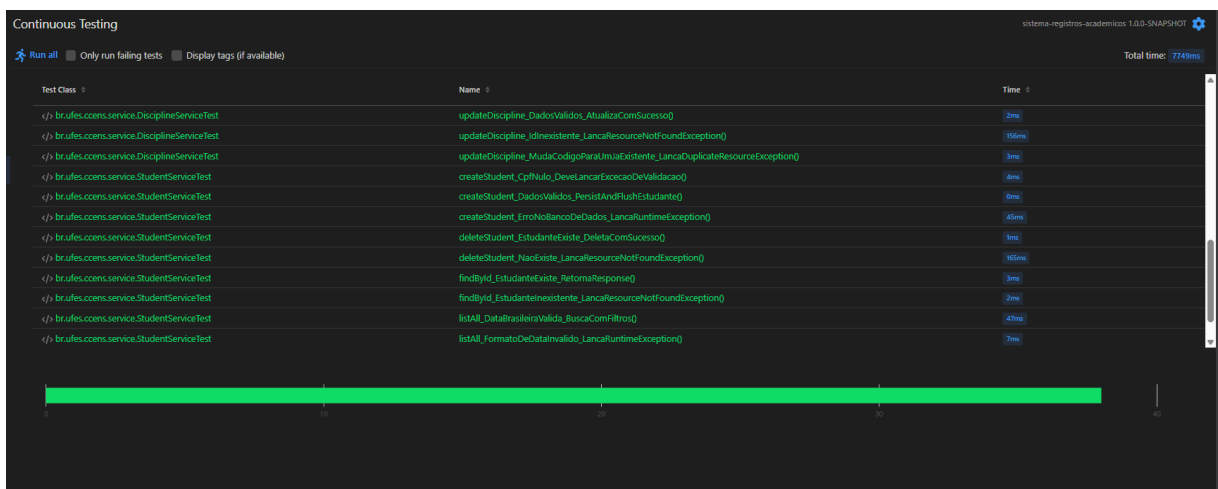 Continuous Testing
sistema-registros-academicos 1.0.0-SNAPSHOT
Run all Only run failing tests Display tags (if available) Total time: 7749ms
Test Class Name Time
</> br.ufes.ccens.service.DisciplineServiceTest updateDiscipline_DadosValidos_AtualizaComSucesso() 2ms
</> br.ufes.ccens.service.DisciplineServiceTest updateDiscipline_IdInexistente_LancaResourceNotFoundException() 156ms
</> br.ufes.ccens.service.DisciplineServiceTest updateDiscipline_MudaCodigoParaUmJaExistente_LancaDuplicateResourceException() 3ms
</> br.ufes.ccens.service.StudentServiceTest createStudent_CpfNulo_DeveLancarExcecaoDeValidacao() 4ms
</> br.ufes.ccens.service.StudentServiceTest createStudent_DadosValidos_PersistAndFlushEstudante() 0ms
</> br.ufes.ccens.service.StudentServiceTest createStudent_ErroNoBancoDeDados_LancaRuntimeException() 45ms
</> br.ufes.ccens.service.StudentServiceTest deleteStudent_EstudanteExiste_DeletaComSucesso() 1ms
</> br.ufes.ccens.service.StudentServiceTest deleteStudent_NaoExiste_LancaResourceNotFoundException() 165ms
</> br.ufes.ccens.service.StudentServiceTest findById_EstudanteExiste_RetornaResponse() 3ms
</> br.ufes.ccens.service.StudentServiceTest findById_EstudanteInexistente_LancaResourceNotFoundException() 2ms
</> br.ufes.ccens.service.StudentServiceTest listAll_DataBrasileiraValida_BuscaComFiltros() 47ms
</> br.ufes.ccens.service.StudentServiceTest listAll_FormatoDeDataInvalido_LancaRuntimeException() 7ms
0 10 20 30 40